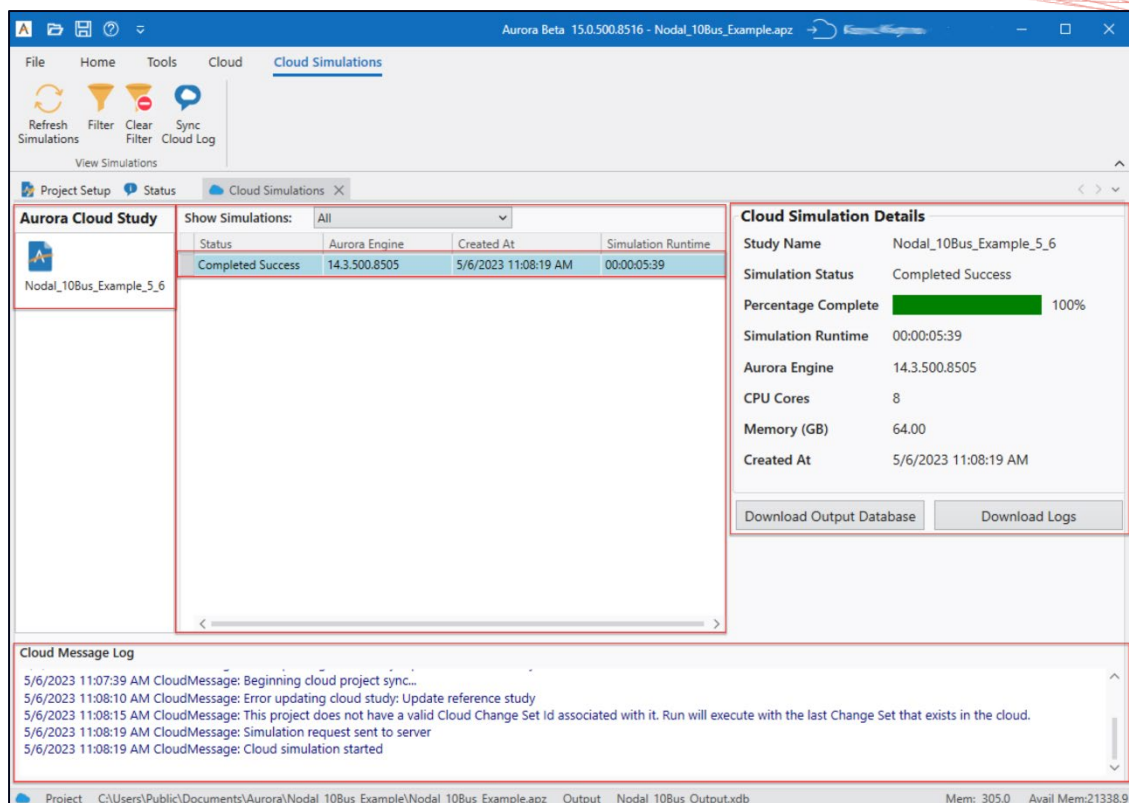 Aurora Beta 15.0.500.8516 - Nodal_10Bus_Example.apz
File Home Tools Cloud Cloud Simulations
Refresh Simulations
Filter
Clear Filter
Sync Cloud Log
View Simulations
Project Setup Status Cloud Simulations
Aurora Cloud Study
Nodal_10Bus_Example_5_6
Show Simulations: All
Status Aurora Engine Created At Simulation Runtime
Completed Success 14.3.500.8505 5/6/2023 11:08:19 AM 00:00:05:39
Cloud Simulation Details
Study Name Nodal_10Bus_Example_5_6
Simulation Status Completed Success
Percentage Complete 100%
Simulation Runtime 00:00:05:39
Aurora Engine 14.3.500.8505
CPU Cores 8
Memory (GB) 64.00
Created At 5/6/2023 11:08:19 AM
Download Output Database Download Logs
Cloud Message Log
5/6/2023 11:07:39 AM CloudMessage: Beginning cloud project sync...
5/6/2023 11:08:10 AM CloudMessage: Error updating cloud study: Update reference study
5/6/2023 11:08:15 AM CloudMessage: This project does not have a valid Cloud Change Set Id associated with it. Run will execute with the last Change Set that exists in the cloud.
5/6/2023 11:08:19 AM CloudMessage: Simulation request sent to server
5/6/2023 11:08:19 AM CloudMessage: Cloud simulation started
Project C:\Users\Public\Documents\Aurora\Nodal_10Bus_Example\Nodal_10Bus_Example.apz Output Nodal_10Bus_Output.xdb Mem: 305.0 Avail Mem:21338.9